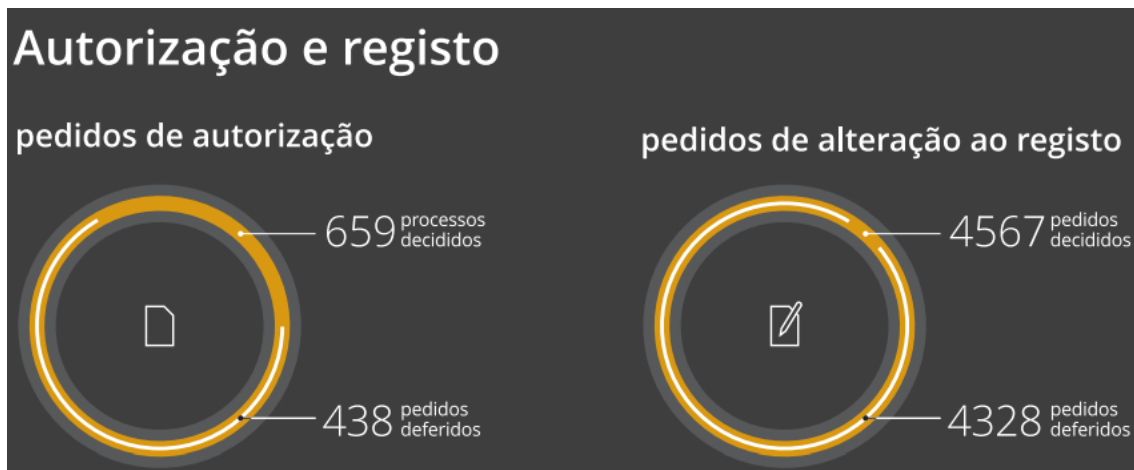 Autorização e registo
pedidos de autorização
659 processos
decididos
438 pedidos
deferidos
pedidos de alteração ao registo
4567 pedidos
decididos
4328 pedidos
deferidos